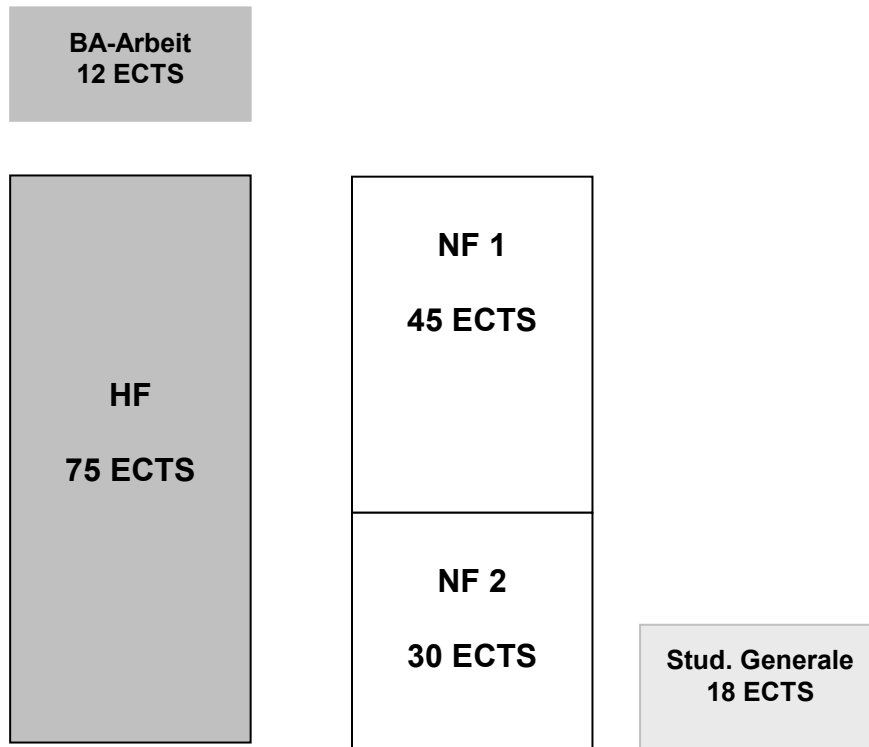 BA-Arbeit
12 ECTS
HF
75 ECTS
NF 1
45 ECTS
NF 2
30 ECTS
Stud. Generale
18 ECTS